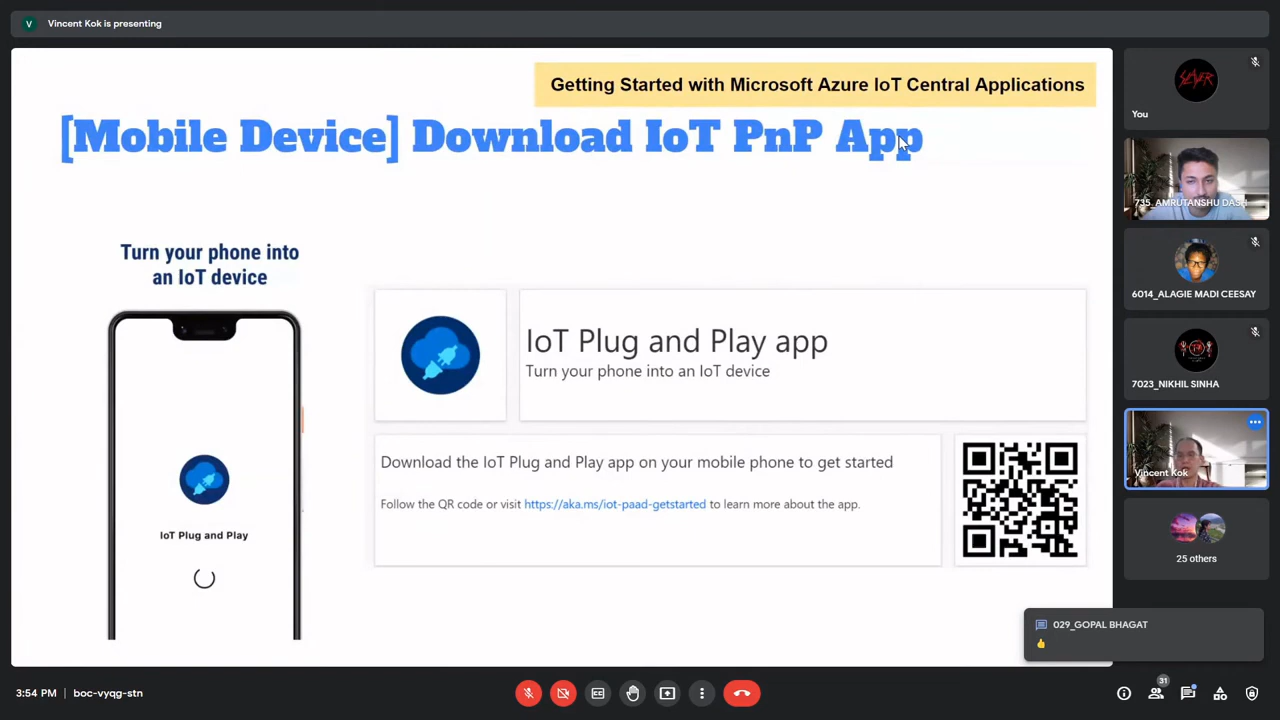 V Vincent Kok is presenting
Getting Started with Microsoft Azure IoT Central Applications
[Mobile Device] Download IoT PnP App
Turn your phone into
an IoT device
IoT Plug and Play
IoT Plug and Play app
Turn your phone into an IoT device
Download the IoT Plug and Play app on your mobile phone to get started
Follow the QR code or visit https://aka.ms/iot-paad-getstarted to learn more about the app.
SLAYER
You
735_AMRUTANSHU DASH
6014_ALAGIE MADI CEESAY
7023_NIKHIL SINHA
Vincent Kok
25 others
029_GOPAL BHAGAT
3:54 PM | boc-vyqg-stn
31